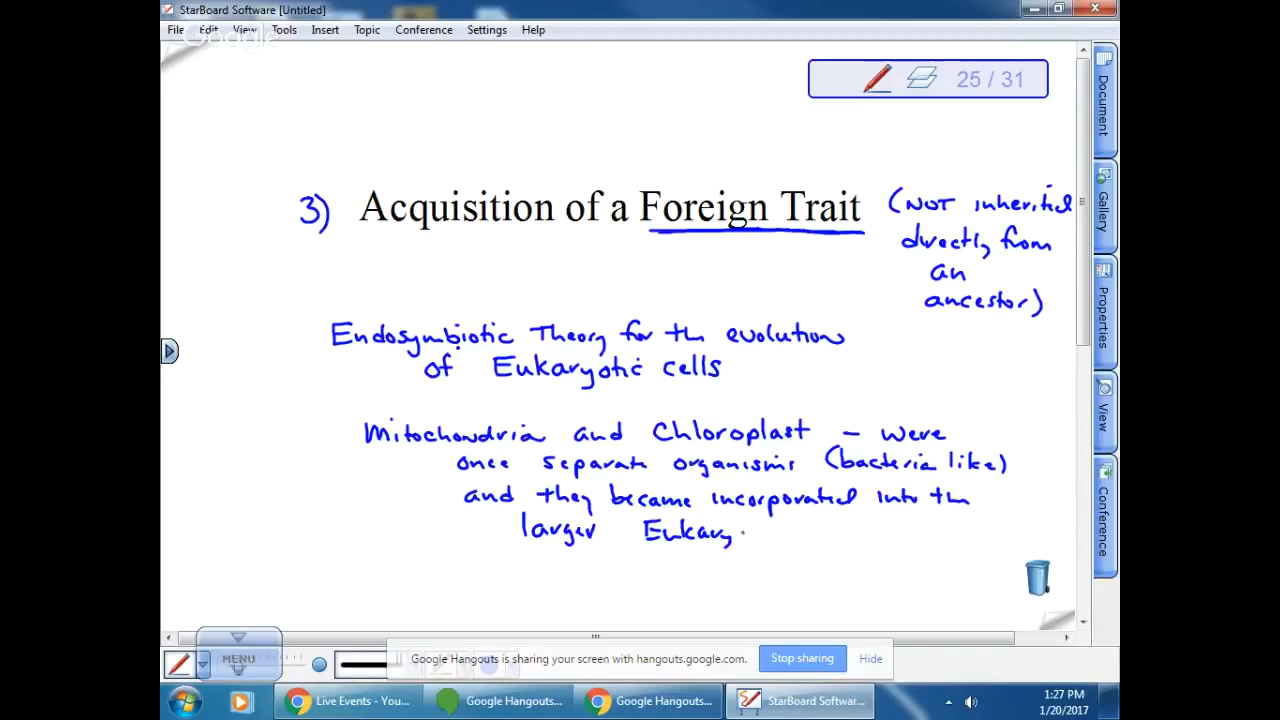 StarBoard Software [Untitled]
File Edit View Tools Insert Topic Conference Settings Help
Google
25 / 31
3) Acquisition of a Foreign Trait (NOT inherited
directly from
an
ancestor)
Endosymbiotic Theory for the evolution
of Eukaryotic cells
Mitochondria and Chloroplast – were
once separate organisms (bacteria like)
and they became incorporated into the
larger Eukary
Document
Gallery
Properties
View
Conference
MENU
Google Hangouts is sharing your screen with hangouts.google.com. Stop sharing Hide
Live Events - You... Google Hangouts... Google Hangouts... StarBoard Softwar... 1:27 PM
1/20/2017